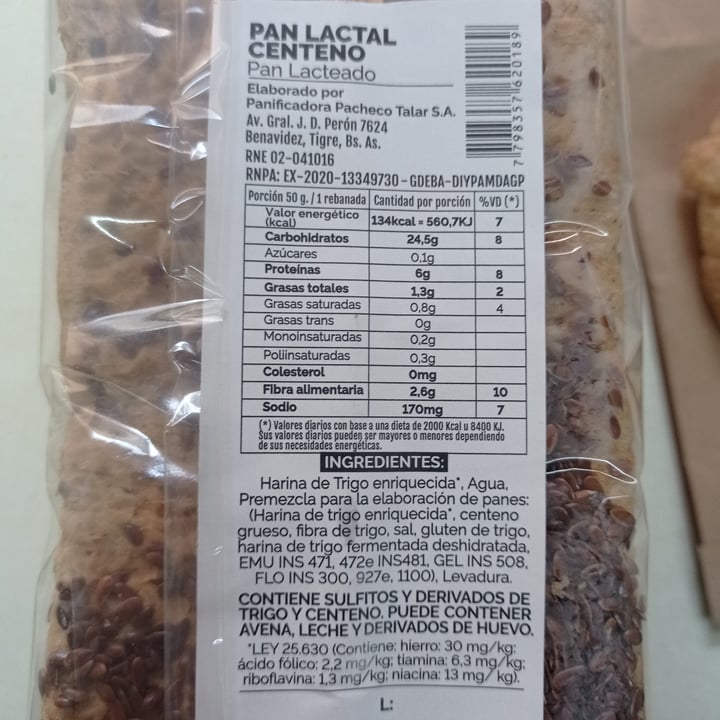 PAN LACTAL
CENTENO
Pan Lacteado
Elaborado por
Panificadora Pacheco Talar S.A.
Av. Gral. J. D. Perón 7624
Benavidez, Tigre, Bs. As.
RNE 02-041016
RNPA: EX-2020-13349730 - GDEBA-DIYPAMDAGP
7 798357 620189
Porción 50 g. / 1 rebanada Cantidad por porción %VD (*)
Valor energético (kcal) 134kcal = 560,7KJ 7
Carbohidratos 24,5g 8
Azúcares 0,1g
Proteínas 6g 8
Grasas totales 1,3g 2
Grasas saturadas 0,8g 4
Grasas trans 0g
Monoinsaturadas 0,2g
Poliinsaturadas 0,3g
Colesterol 0mg
Fibra alimentaria 2,6g 10
Sodio 170mg 7
(*) Valores diarios con base a una dieta de 2000 Kcal u 8400 KJ.
Sus valores diarios pueden ser mayores o menores dependiendo
de sus necesidades energéticas.
INGREDIENTES:
Harina de Trigo enriquecida*, Agua,
Premezcla para la elaboración de panes:
(Harina de trigo enriquecida*, centeno
grueso, fibra de trigo, sal, gluten de trigo,
harina de trigo fermentada deshidratada,
EMU INS 471, 472e INS481, GEL INS 508,
FLO INS 300, 927e, 1100), Levadura.
CONTIENE SULFITOS Y DERIVADOS DE
TRIGO Y CENTENO. PUEDE CONTENER
AVENA, LECHE Y DERIVADOS DE HUEVO.
*LEY 25.630 (Contiene: hierro: 30 mg/kg;
ácido fólico: 2,2 mg/kg; tiamina: 6,3 mg/kg;
riboflavina: 1,3 mg/kg; niacina: 13 mg/kg).
L: